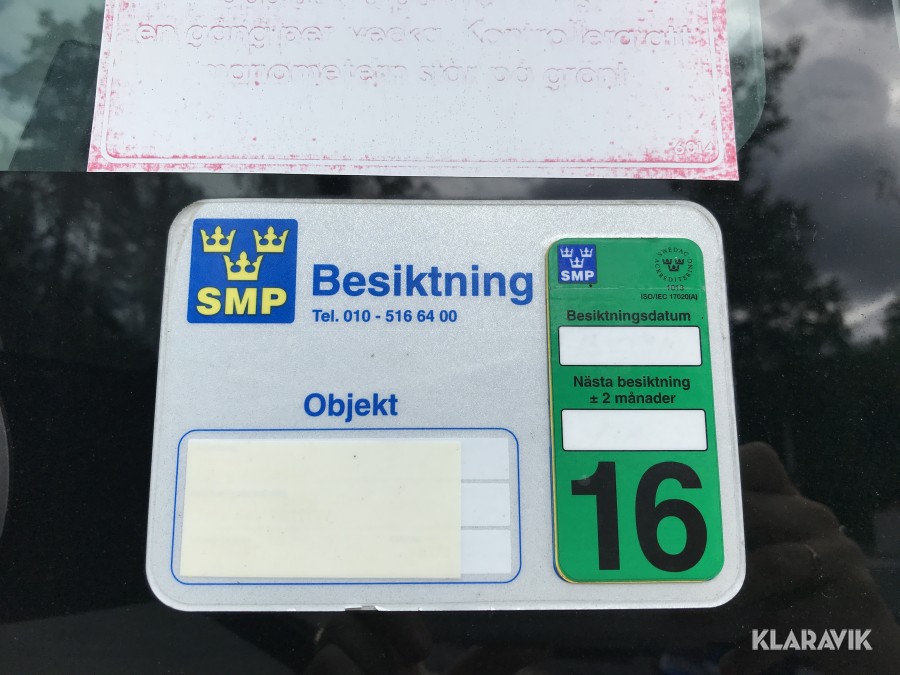 en gång per vecka. Kontrollera att
manometern står på grönt
6014
SMP
Besiktning
Tel. 010 - 516 64 00
Objekt
SMP
SWEDAC
ACKREDITERING
1013
ISO/IEC 17020(A)
Besiktningsdatum
Nästa besiktning
± 2 månader
16
KLARAVIK